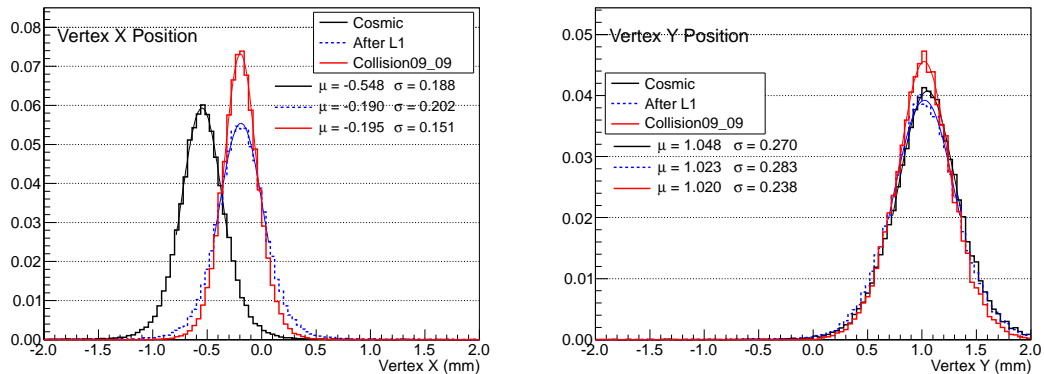 Vertex X Position
Cosmic
After L1
Collision09_09
μ = -0.548 σ = 0.188
μ = -0.190 σ = 0.202
μ = -0.195 σ = 0.151
0.08
0.07
0.06
0.05
0.04
0.03
0.02
0.01
0.00
-2.0 -1.5 -1.0 -0.5 0.0 0.5 1.0 1.5 2.0
Vertex X (mm)
Vertex Y Position
Cosmic
After L1
Collision09_09
μ = 1.048 σ = 0.270
μ = 1.023 σ = 0.283
μ = 1.020 σ = 0.238
0.05
0.04
0.03
0.02
0.01
0.00
-2.0 -1.5 -1.0 -0.5 0.0 0.5 1.0 1.5 2.0
Vertex Y (mm)